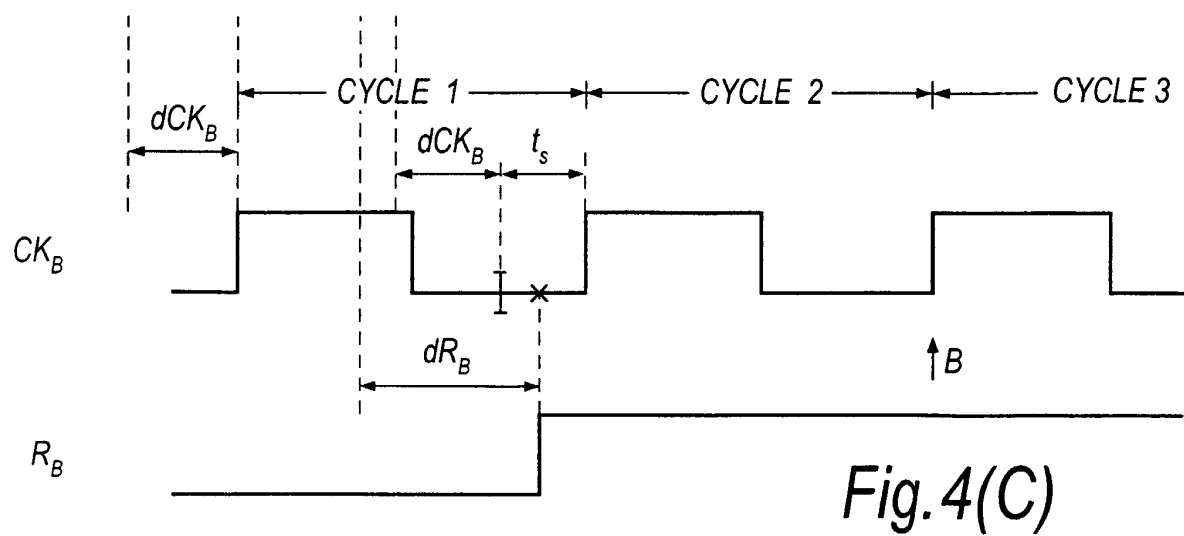 CYCLE 1
CYCLE 2
CYCLE 3
dCK_B
dCK_B
t_s
CK_B
dR_B
B
R_B
Fig.4(C)